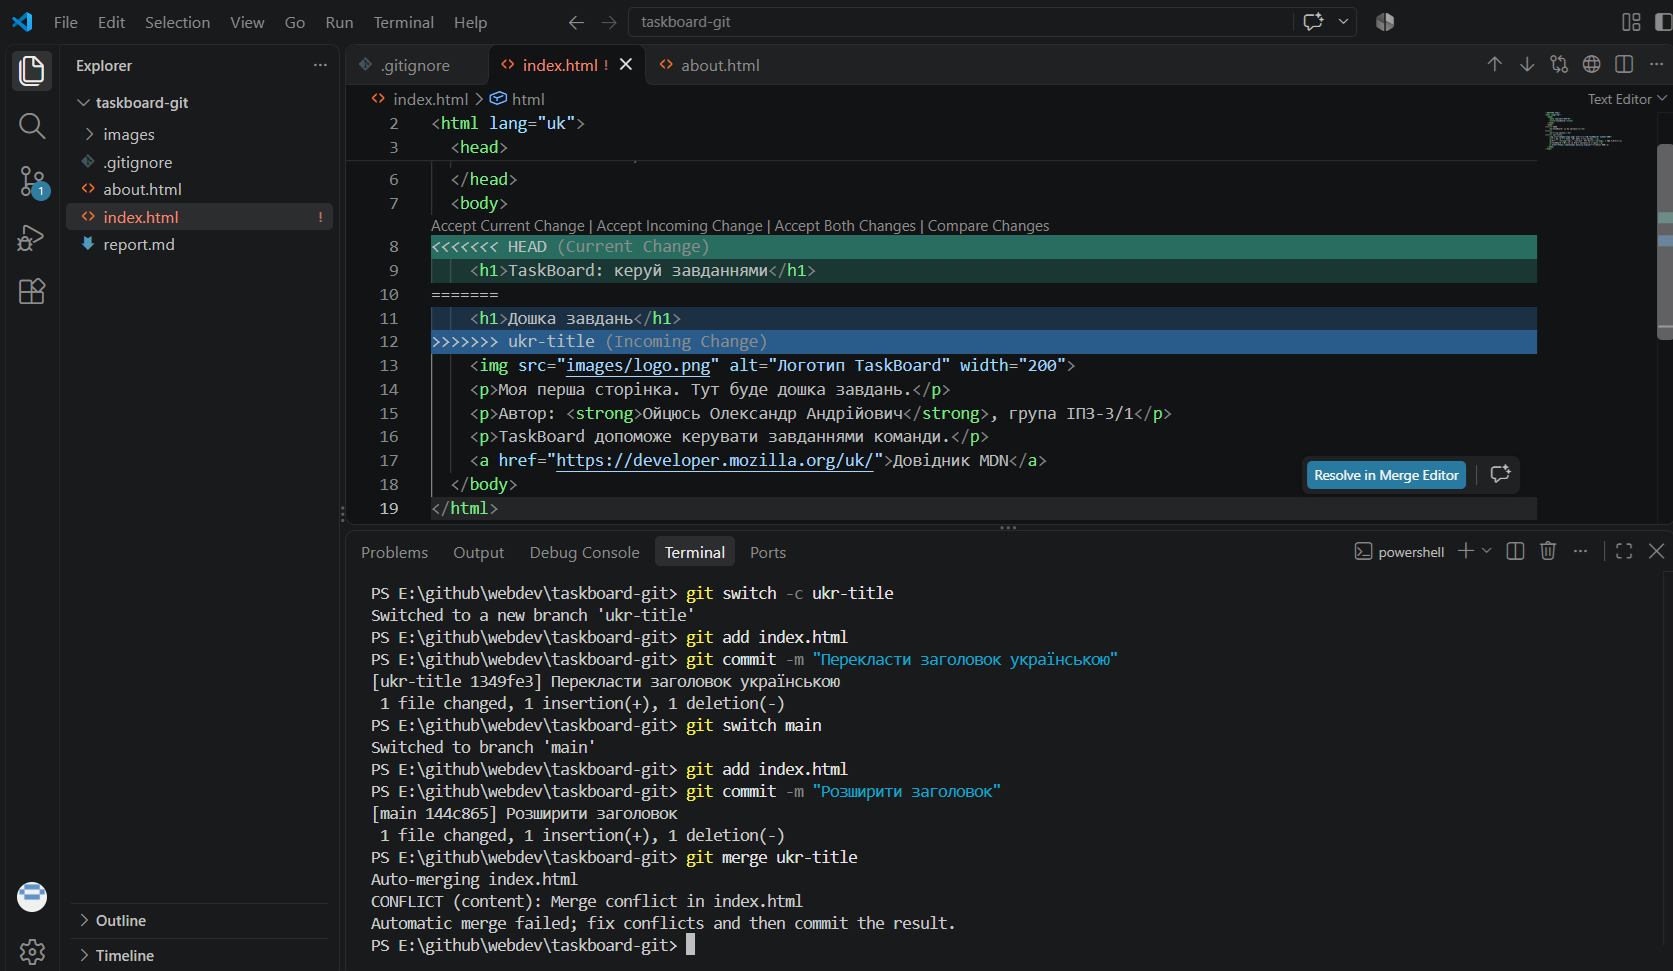 File Edit Selection View Go Run Terminal Help
taskboard-git
Explorer
taskboard-git
images
.gitignore
about.html
index.html !
report.md
Outline
Timeline
1
.gitignore
index.html !
about.html
index.html > html
Text Editor
2 <html lang="uk">
3 <head>
6 </head>
7 <body>
Accept Current Change | Accept Incoming Change | Accept Both Changes | Compare Changes
8 <<<<<<< HEAD (Current Change)
9 <h1>TaskBoard: керуй завданнями</h1>
10 =======
11 <h1>Дошка завдань</h1>
12 >>>>>>> ukr-title (Incoming Change)
13 <img src="images/logo.png" alt="Логотип TaskBoard" width="200">
14 <p>Моя перша сторінка. Тут буде дошка завдань.</p>
15 <p>Автор: <strong>Ойцюсь Олександр Андрійович</strong>, група ІПЗ-3/1</p>
16 <p>TaskBoard допоможе керувати завданнями команди.</p>
17 <a href="https://developer.mozilla.org/uk/">Довідник MDN</a>
18 </body>
19 </html>
Resolve in Merge Editor
Problems Output Debug Console Terminal Ports
powershell
PS E:\github\webdev\taskboard-git> git switch -c ukr-title
Switched to a new branch 'ukr-title'
PS E:\github\webdev\taskboard-git> git add index.html
PS E:\github\webdev\taskboard-git> git commit -m "Перекласти заголовок українською"
[ukr-title 1349fe3] Перекласти заголовок українською
1 file changed, 1 insertion(+), 1 deletion(-)
PS E:\github\webdev\taskboard-git> git switch main
Switched to branch 'main'
PS E:\github\webdev\taskboard-git> git add index.html
PS E:\github\webdev\taskboard-git> git commit -m "Розширити заголовок"
[main 144c865] Розширити заголовок
1 file changed, 1 insertion(+), 1 deletion(-)
PS E:\github\webdev\taskboard-git> git merge ukr-title
Auto-merging index.html
CONFLICT (content): Merge conflict in index.html
Automatic merge failed; fix conflicts and then commit the result.
PS E:\github\webdev\taskboard-git>